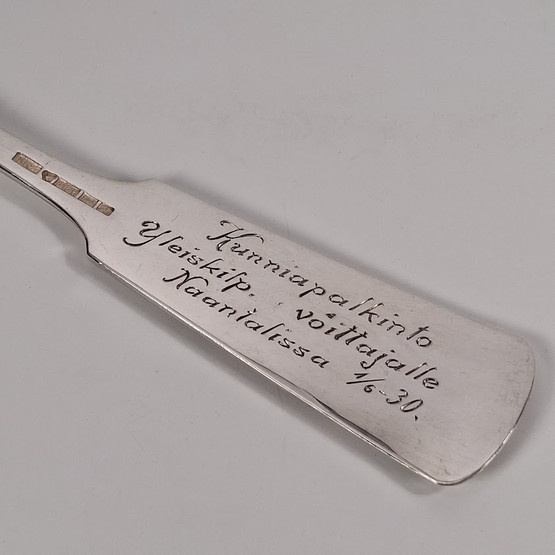 Kunniapalkinto
Yleiskilp. voittajalle
Naantalissa 1/6-30.